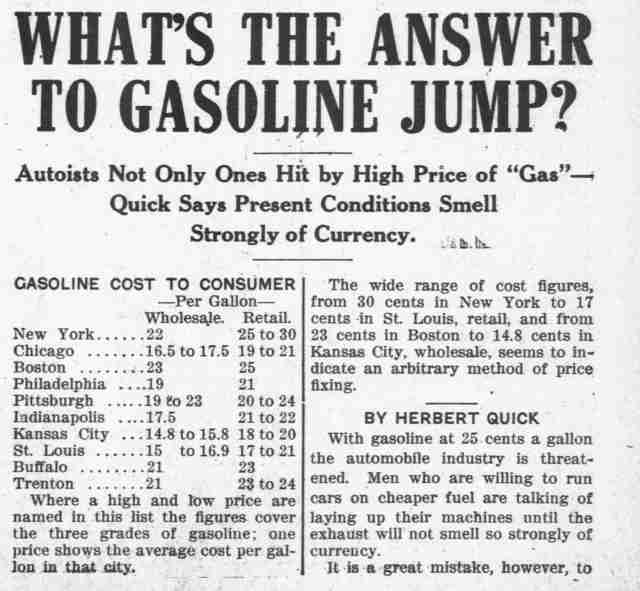 WHAT'S THE ANSWER
TO GASOLINE JUMP?
Autoists Not Only Ones Hit by High Price of "Gas"—
Quick Says Present Conditions Smell
Strongly of Currency.
GASOLINE COST TO CONSUMER
—Per Gallon—
Wholesale. Retail.
New York......22 25 to 30
Chicago .......16.5 to 17.5 19 to 21
Boston ........23 25
Philadelphia ....19 21
Pittsburgh ....19 to 23 20 to 24
Indianapolis ....17.5 21 to 22
Kansas City ...14.8 to 15.8 18 to 20
St. Louis ......15 to 16.9 17 to 21
Buffalo ........21 23
Trenton .......21 23 to 24
Where a high and low price are
named in this list the figures cover
the three grades of gasoline; one
price shows the average cost per gal-
lon in that city.
The wide range of cost figures,
from 30 cents in New York to 17
cents in St. Louis, retail, and from
23 cents in Boston to 14.8 cents in
Kansas City, wholesale, seems to in-
dicate an arbitrary method of price
fixing.
BY HERBERT QUICK
With gasoline at 25 cents a gallon
the automobile industry is threat-
ened. Men who are willing to run
cars on cheaper fuel are talking of
laying up their machines until the
exhaust will not smell so strongly of
currency.
It is a great mistake, however, to